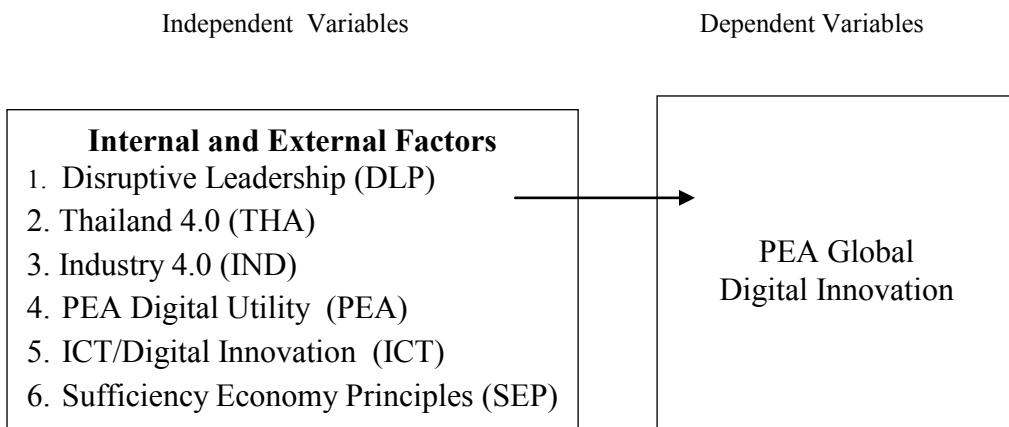 Independent Variables
Dependent Variables
Internal and External Factors
1. Disruptive Leadership (DLP)
2. Thailand 4.0 (THA)
3. Industry 4.0 (IND)
4. PEA Digital Utility (PEA)
5. ICT/Digital Innovation (ICT)
6. Sufficiency Economy Principles (SEP)
PEA Global
Digital Innovation